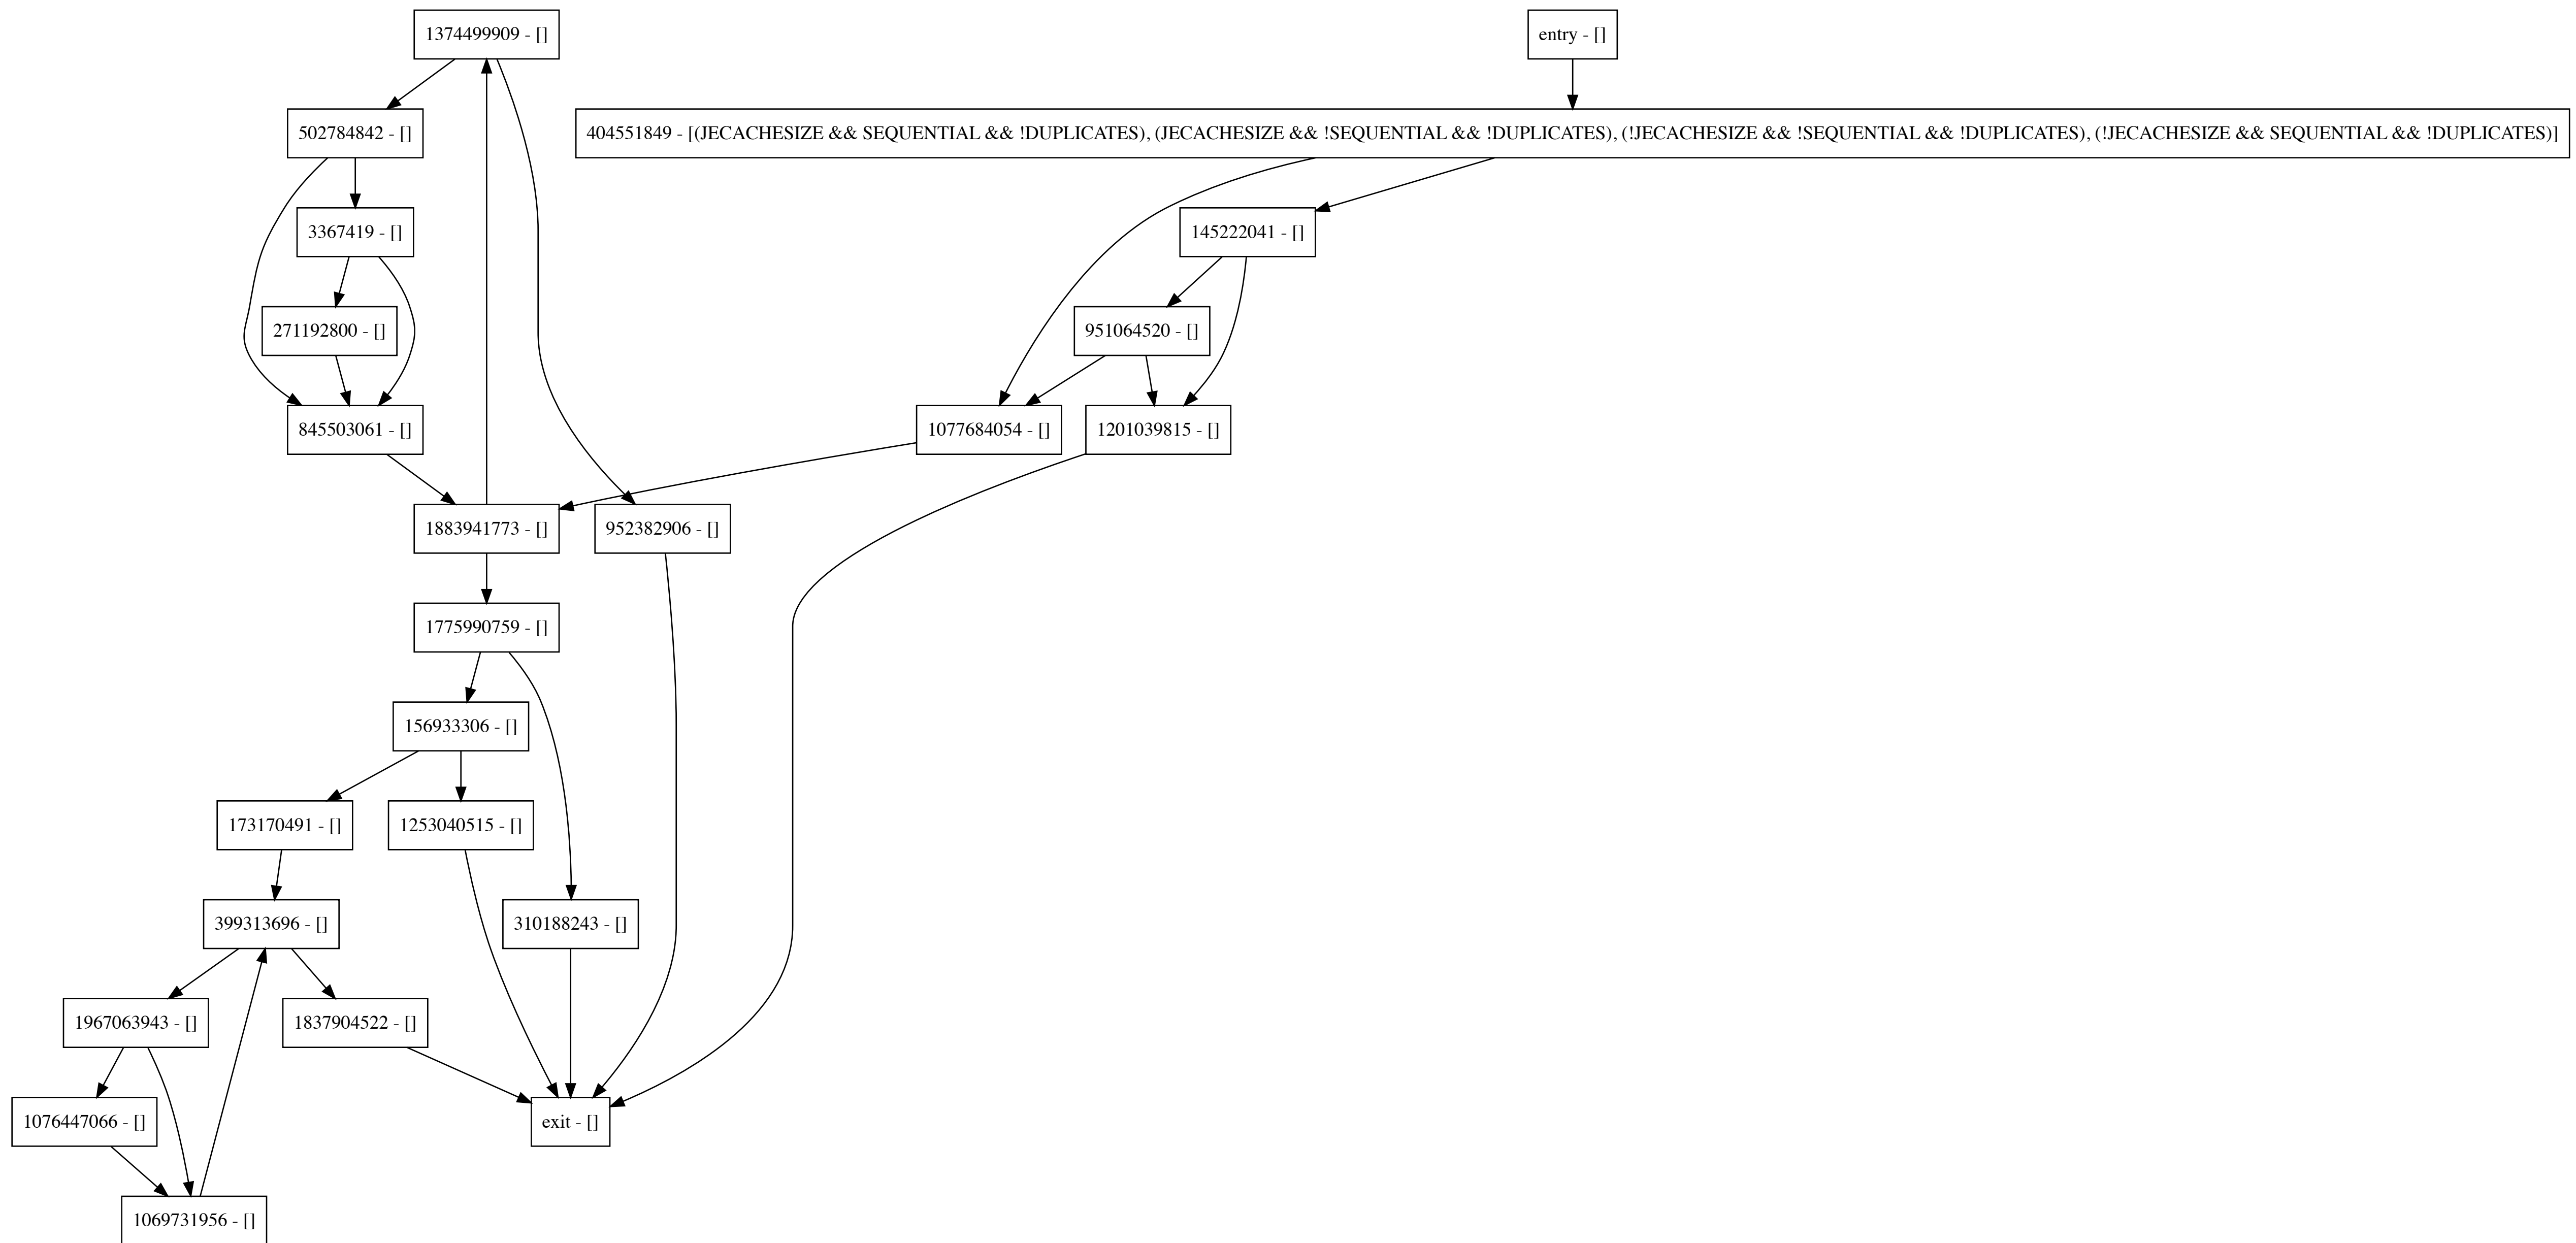 1374499909 - []
entry - []
502784842 - []
404551849 - [(JECACHESIZE && SEQUENTIAL && !DUPLICATES), (JECACHESIZE && !SEQUENTIAL && !DUPLICATES), (!JECACHESIZE && !SEQUENTIAL && !DUPLICATES), (!JECACHESIZE && SEQUENTIAL && !DUPLICATES)]
3367419 - []
145222041 - []
271192800 - []
951064520 - []
845503061 - []
1077684054 - []
1201039815 - []
1883941773 - []
952382906 - []
1775990759 - []
156933306 - []
173170491 - []
1253040515 - []
399313696 - []
310188243 - []
1967063943 - []
1837904522 - []
1076447066 - []
exit - []
1069731956 - []